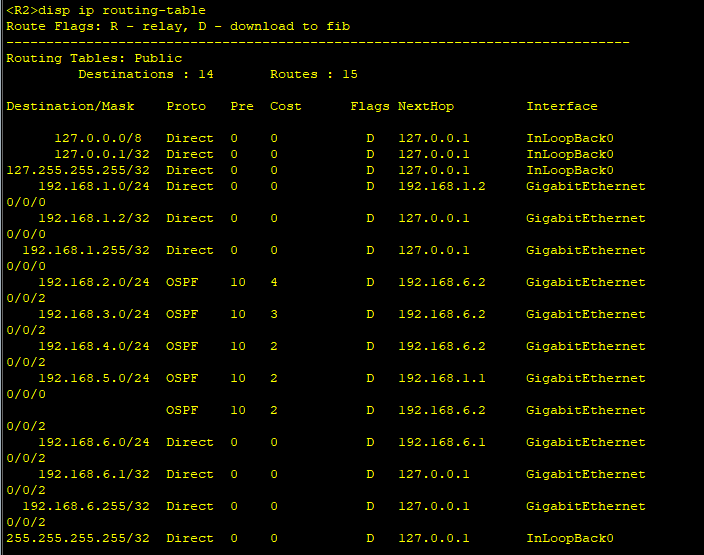 <R2>disp ip routing-table
Route Flags: R - relay, D - download to fib
------------------------------------------------------------------------------
Routing Tables: Public
         Destinations : 14       Routes : 15

Destination/Mask    Proto   Pre  Cost      Flags NextHop         Interface

      127.0.0.0/8   Direct  0    0           D   127.0.0.1       InLoopBack0
      127.0.0.1/32  Direct  0    0           D   127.0.0.1       InLoopBack0
127.255.255.255/32  Direct  0    0           D   127.0.0.1       InLoopBack0
    192.168.1.0/24  Direct  0    0           D   192.168.1.2     GigabitEthernet
0/0/0
    192.168.1.2/32  Direct  0    0           D   127.0.0.1       GigabitEthernet
0/0/0
  192.168.1.255/32  Direct  0    0           D   127.0.0.1       GigabitEthernet
0/0/0
    192.168.2.0/24  OSPF    10   4           D   192.168.6.2     GigabitEthernet
0/0/2
    192.168.3.0/24  OSPF    10   3           D   192.168.6.2     GigabitEthernet
0/0/2
    192.168.4.0/24  OSPF    10   2           D   192.168.6.2     GigabitEthernet
0/0/2
    192.168.5.0/24  OSPF    10   2           D   192.168.1.1     GigabitEthernet
0/0/0
                    OSPF    10   2           D   192.168.6.2     GigabitEthernet
0/0/2
    192.168.6.0/24  Direct  0    0           D   192.168.6.1     GigabitEthernet
0/0/2
    192.168.6.1/32  Direct  0    0           D   127.0.0.1       GigabitEthernet
0/0/2
  192.168.6.255/32  Direct  0    0           D   127.0.0.1       GigabitEthernet
0/0/2
255.255.255.255/32  Direct  0    0           D   127.0.0.1       InLoopBack0